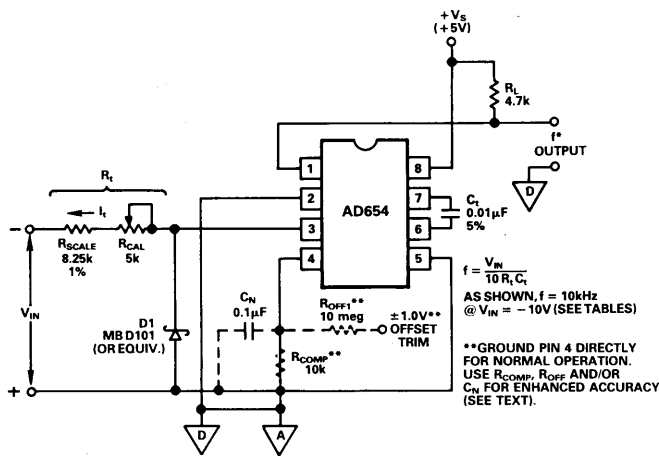 +VS
(+5V)
RL
4.7k
f*
OUTPUT
D
Rt
It
RSCALE
8.25k
1%
RCAL
5k
1
2
3
4
AD654
8
7
6
5
Ct
0.01μF
5%
–
VIN
+
D1
MBD101
(OR EQUIV.)
CN
0.1μF
ROFF1**
10 meg
±1.0V**
OFFSET
TRIM
RCOMP**
10k
D
A
f = VIN
10 Rt Ct
AS SHOWN, f = 10kHz
@ VIN = –10V (SEE TABLES)
**GROUND PIN 4 DIRECTLY
FOR NORMAL OPERATION.
USE RCOMP, ROFF AND/OR
CN FOR ENHANCED ACCURACY
(SEE TEXT).